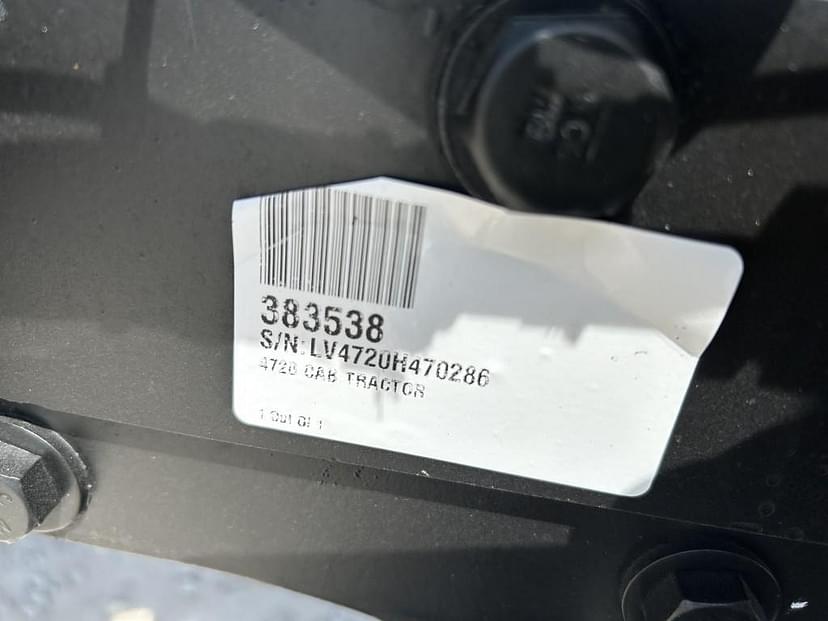 383538
S/N:LV4720H470286
4720 CAB TRACTOR
1 Out Of 1